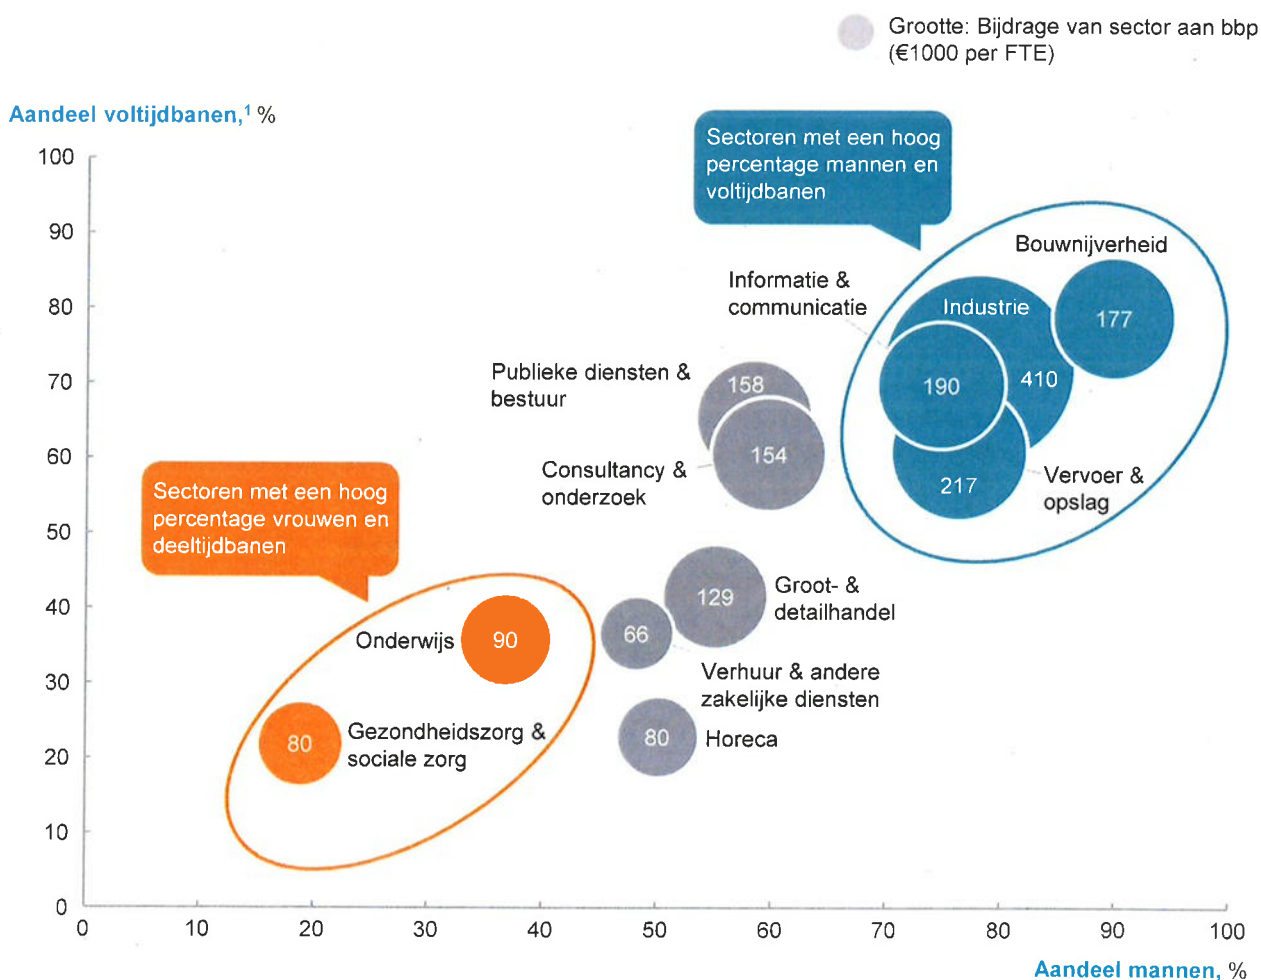 Grootte: Bijdrage van sector aan bbp
(€1000 per FTE)
Aandeel voltijdbanen,¹ %
Sectoren met een hoog
percentage mannen en
voltijdbanen
100
90
80
70
60
50
40
30
20
10
0
Bouwnijverheid
177
Informatie &
communicatie
Industrie
410
190
Publieke diensten &
bestuur
158
Consultancy &
onderzoek
154
Vervoer &
opslag
217
Sectoren met een hoog
percentage vrouwen en
deeltijdbanen
Groot- &
detailhandel
129
Onderwijs
90
66
Verhuur & andere
zakelijke diensten
Gezondheidszorg &
sociale zorg
80
80
Horeca
0
10
20
30
40
50
60
70
80
90
100
Aandeel mannen, %